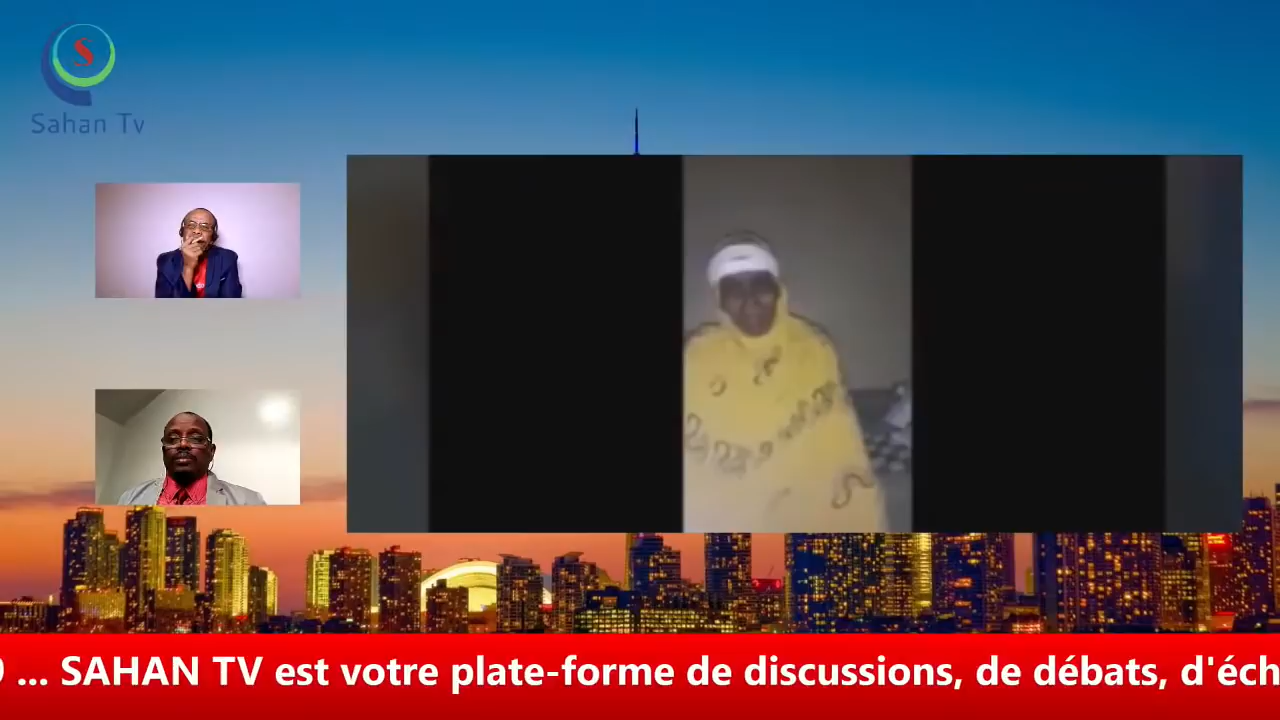 S
Sahan Tv
... SAHAN TV est votre plate-forme de discussions, de débats, d'éch